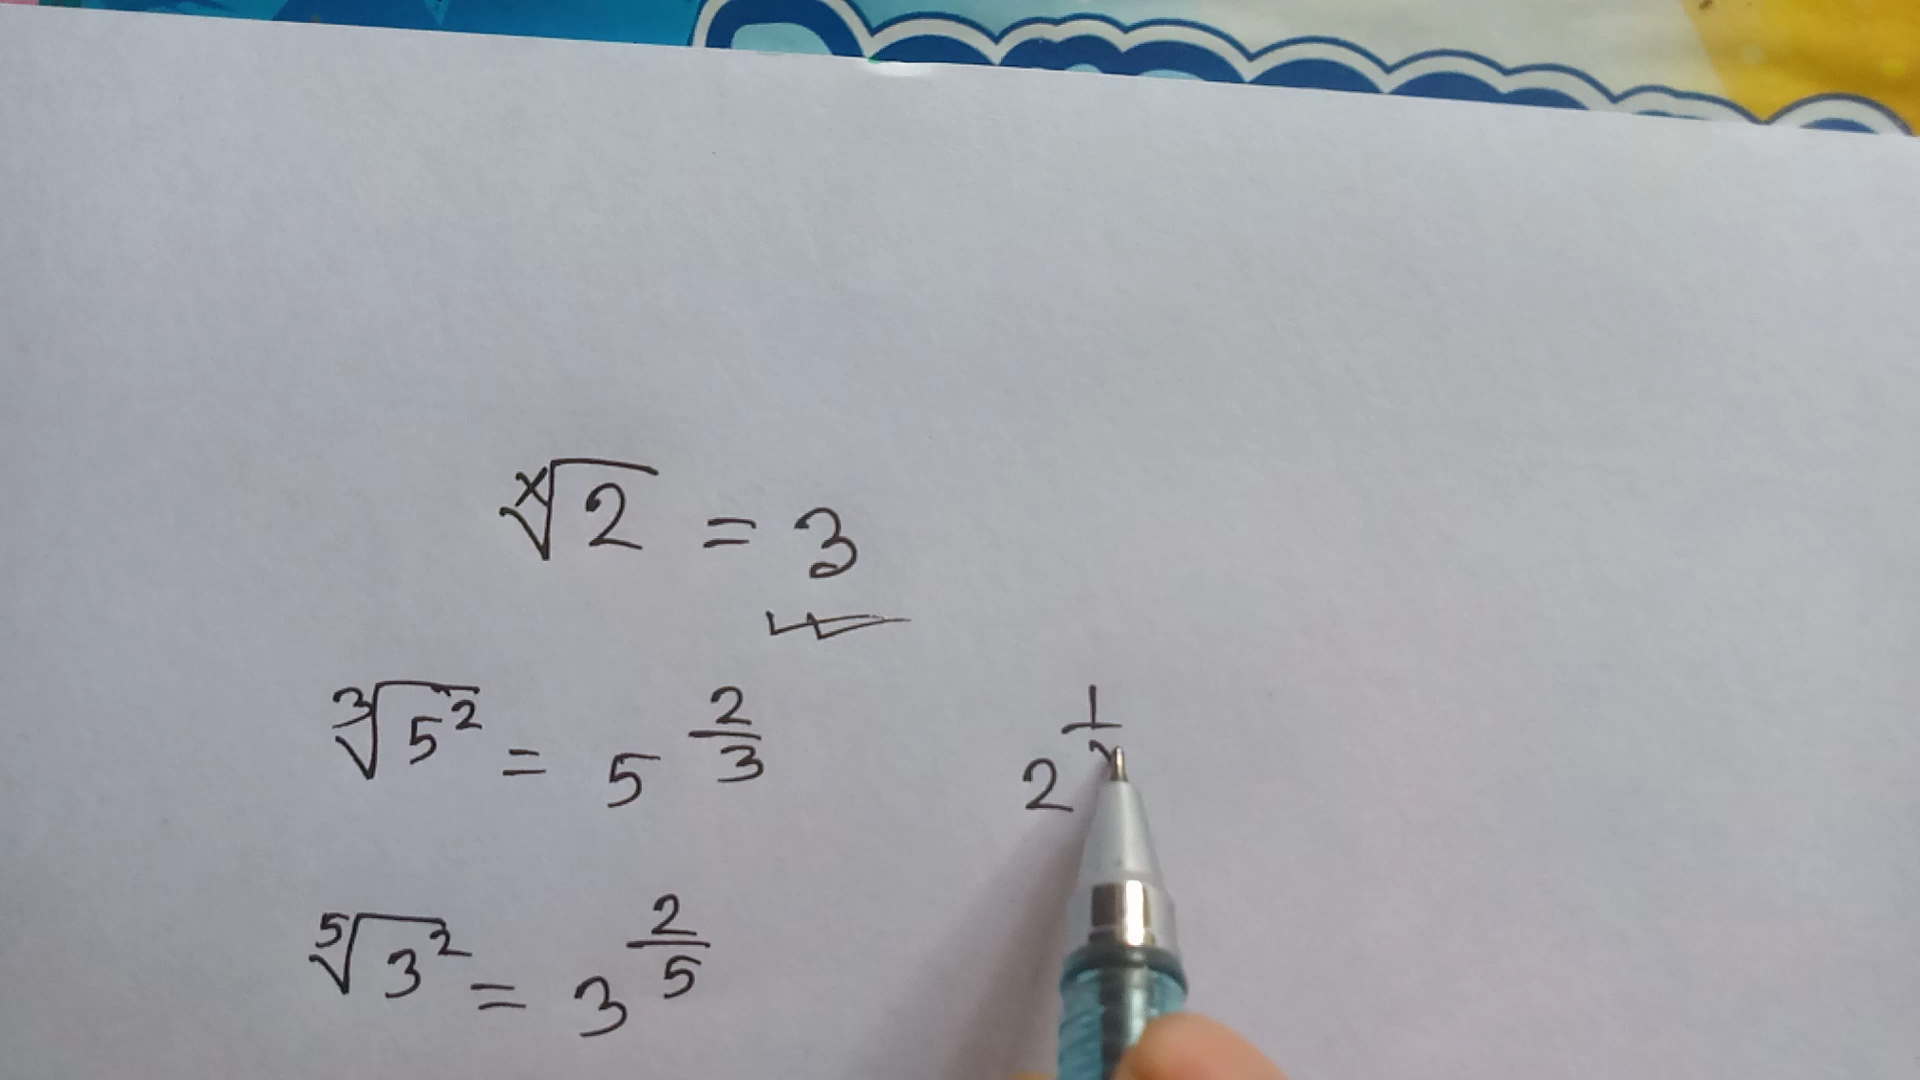 ˣ√2 = 3
³√5² = 5^(2/3)
2^(1/x)
⁵√3² = 3^(2/5)